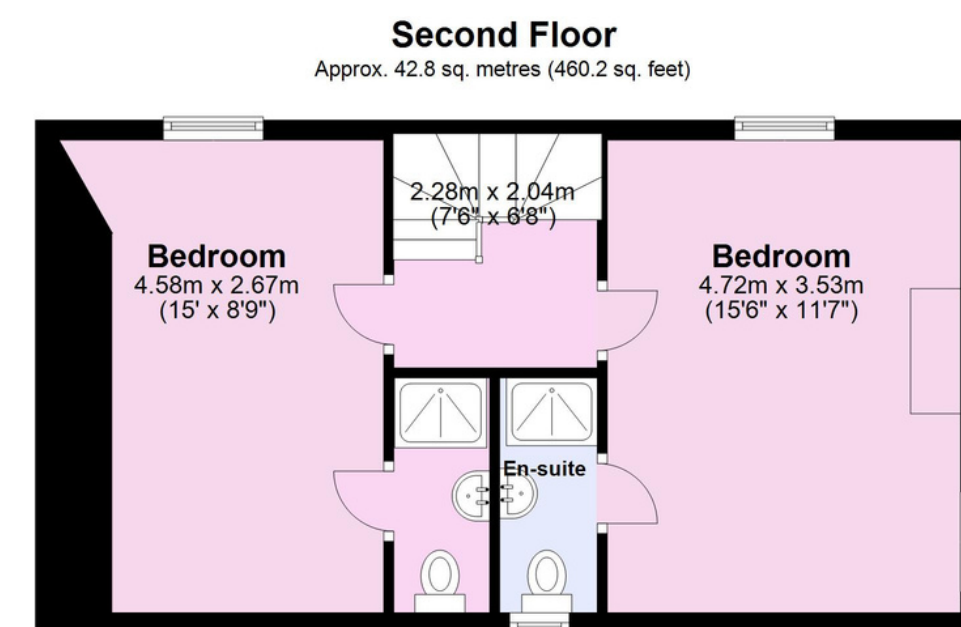 Second Floor
Approx. 42.8 sq. metres (460.2 sq. feet)
2.28m x 2.04m
(7'6" x 6'8")
Bedroom
4.58m x 2.67m
(15' x 8'9")
Bedroom
4.72m x 3.53m
(15'6" x 11'7")
En-suite